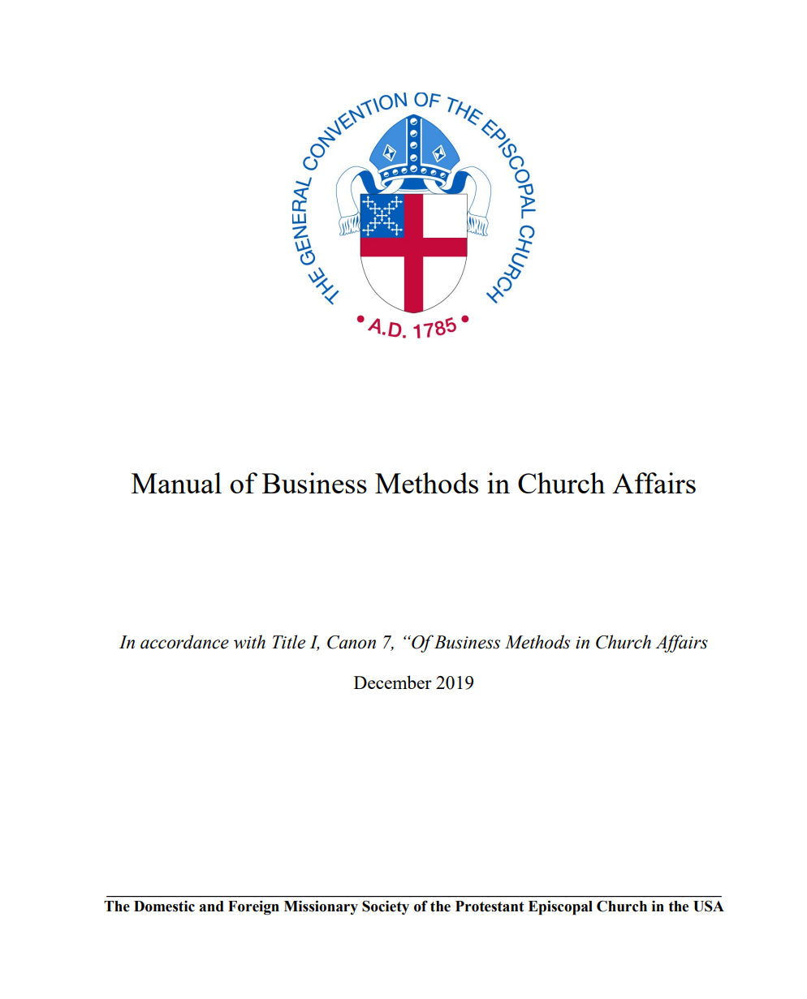 THE GENERAL CONVENTION OF THE EPISCOPAL CHURCH
• A.D. 1785 •
Manual of Business Methods in Church Affairs
In accordance with Title I, Canon 7, “Of Business Methods in Church Affairs
December 2019
The Domestic and Foreign Missionary Society of the Protestant Episcopal Church in the USA